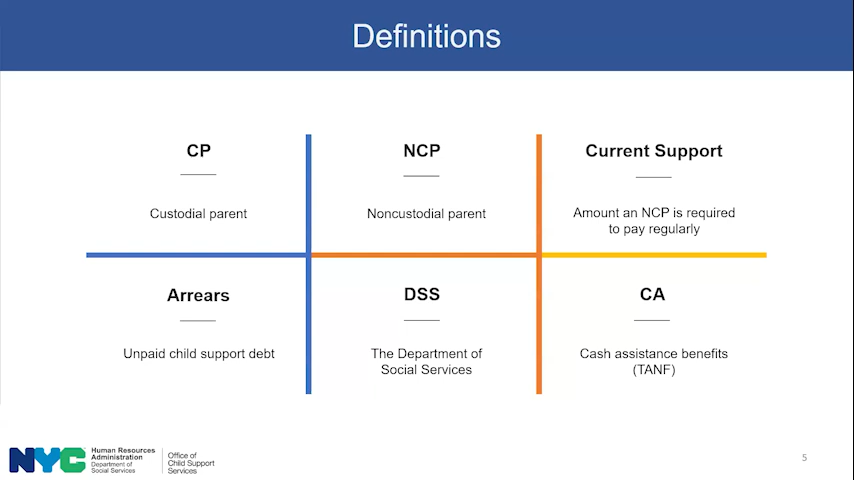 Definitions
CP
Custodial parent
NCP
Noncustodial parent
Current Support
Amount an NCP is required
to pay regularly
Arrears
Unpaid child support debt
DSS
The Department of
Social Services
CA
Cash assistance benefits
(TANF)
NYC
Human Resources
Administration
Department of
Social Services
Office of
Child Support
Services
5